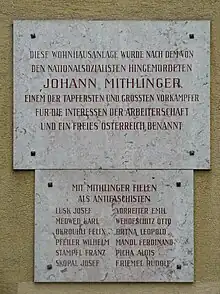 DIESE WOHNHAUSANLAGE WURDE NACH DEM VON
DEN NATIONALSOZIALISTEN HINGEMORDETEN
JOHANN MITHLINGER,
EINEM DER TAPFERSTEN UND GRÖSSTEN VORKÄMPFER
FÜR DIE INTERESSEN DER ARBEITERSCHAFT
UND EIN FREIES ÖSTERREICH, BENANNT
MIT MITHLINGER FIELEN
ALS ANTIFASCHISTEN
LUSK JOSEF VORREITER EMIL
MEDWED KARL WENDESCHITZ OTTO
OKROUHLI FELIX HRTNA LEOPOLD
PFEILER WILHELM MANDL FERDINAND
STAMPFL FRANZ PICHA ALOIS
SKOPAL JOSEF FRIEMEL RUDOLF